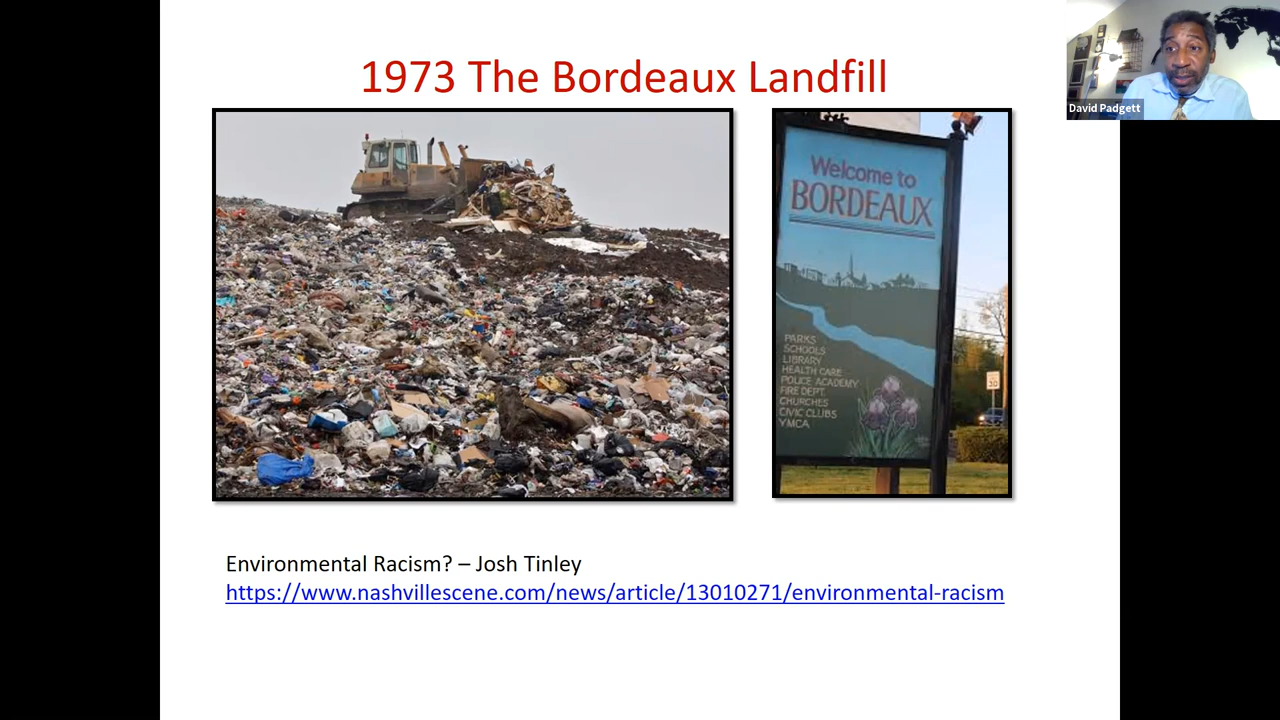 1973 The Bordeaux Landfill
David Padgett
Welcome to
BORDEAUX
PARKS
SCHOOLS
LIBRARY
HEALTH CARE
POLICE ACADEMY
FIRE DEPT.
CHURCHES
CIVIC CLUBS
YMCA
30
Environmental Racism? – Josh Tinley
https://www.nashvillescene.com/news/article/13010271/environmental-racism